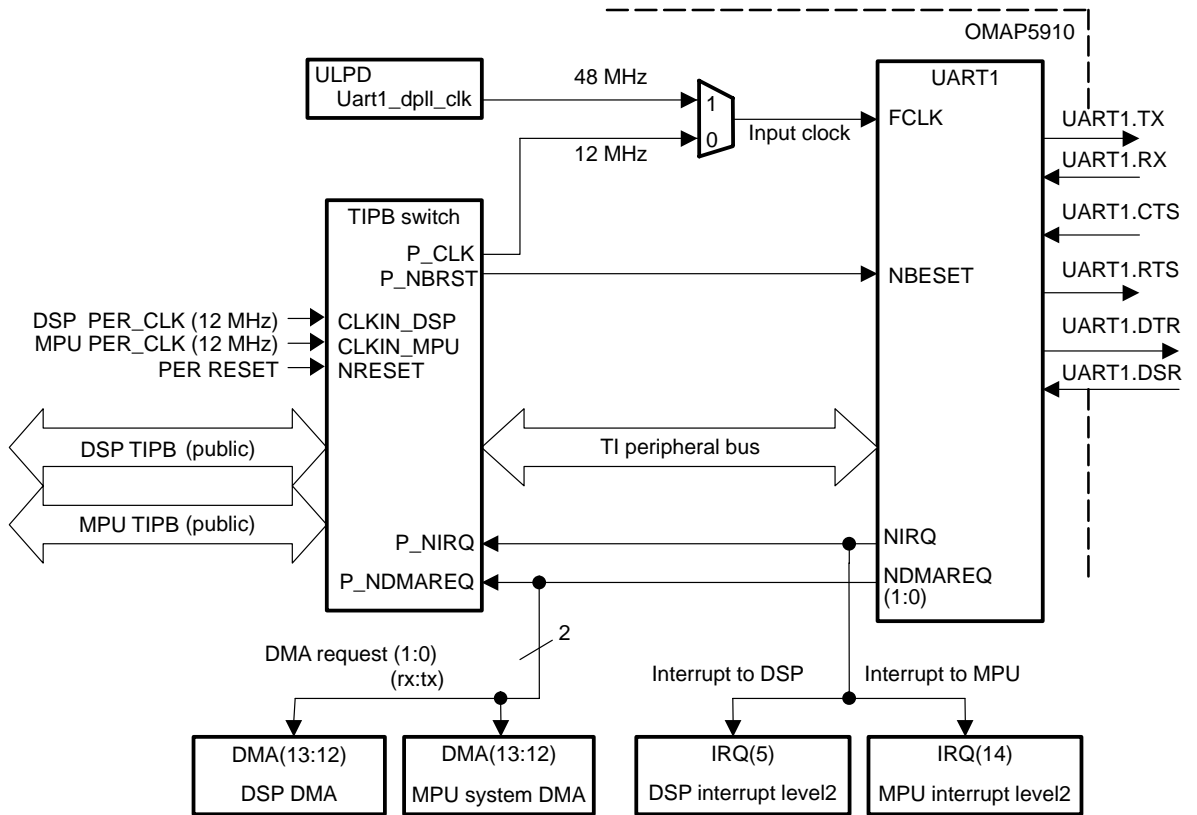 OMAP5910
ULPD
Uart1_dpll_clk
48 MHz
1
0
12 MHz
Input clock
UART1
FCLK
NBESET
UART1.TX
UART1.RX
UART1.CTS
UART1.RTS
UART1.DTR
UART1.DSR
TIPB switch
P_CLK
P_NBRST
DSP PER_CLK (12 MHz)
MPU PER_CLK (12 MHz)
PER RESET
CLKIN_DSP
CLKIN_MPU
NRESET
DSP TIPB (public)
MPU TIPB (public)
TI peripheral bus
P_NIRQ
P_NDMAREQ
NIRQ
NDMAREQ
(1:0)
2
DMA request (1:0)
(rx:tx)
Interrupt to DSP
Interrupt to MPU
DMA(13:12)
DSP DMA
DMA(13:12)
MPU system DMA
IRQ(5)
DSP interrupt level2
IRQ(14)
MPU interrupt level2